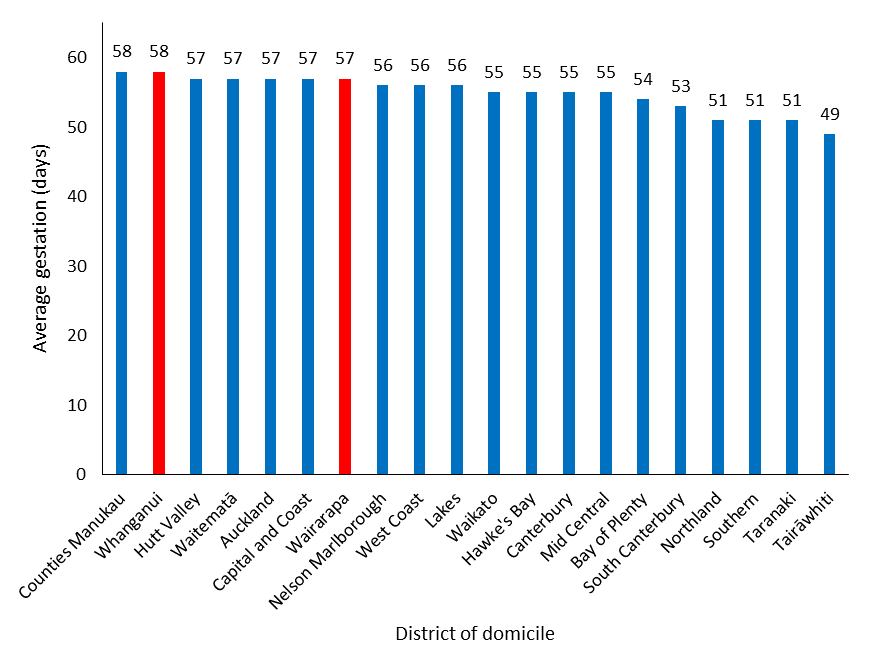 58 58 57 57 57 57 57 56 56 56 55 55 55 55 54 53 51 51 51 49
60
50
40
30
20
10
0
Average gestation (days)
Counties Manukau
Whanganui
Hutt Valley
Waitematā
Auckland
Capital and Coast
Wairarapa
Nelson Marlborough
West Coast
Lakes
Waikato
Hawke's Bay
Canterbury
Mid Central
Bay of Plenty
South Canterbury
Northland
Southern
Taranaki
Tairāwhiti
District of domicile